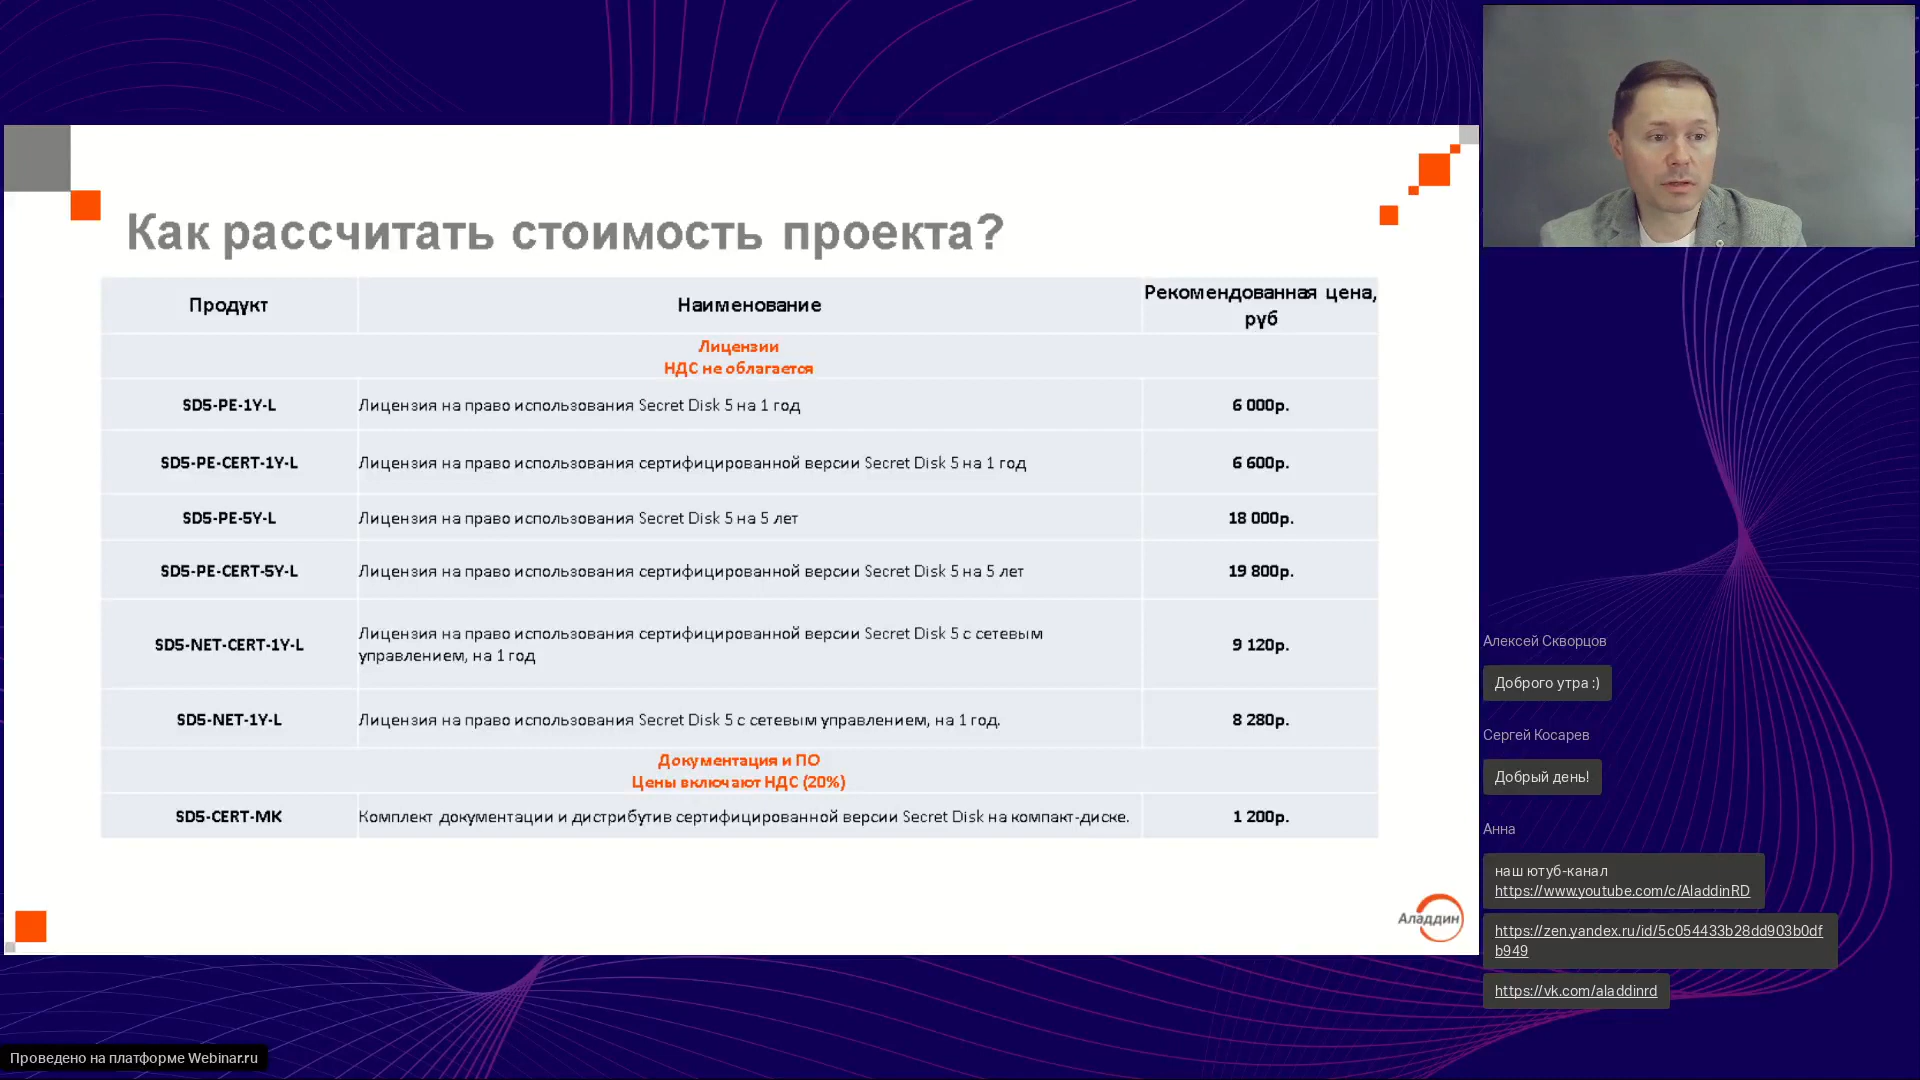 Как рассчитать стоимость проекта?
Продукт
Наименование
Рекомендованная цена,
руб
Лицензии
НДС не облагается
SD5-PE-1Y-L
Лицензия на право использования Secret Disk 5 на 1 год
6 000р.
SD5-PE-CERT-1Y-L
Лицензия на право использования сертифицированной версии Secret Disk 5 на 1 год
6 600р.
SD5-PE-5Y-L
Лицензия на право использования Secret Disk 5 на 5 лет
18 000р.
SD5-PE-CERT-5Y-L
Лицензия на право использования сертифицированной версии Secret Disk 5 на 5 лет
19 800р.
SD5-NET-CERT-1Y-L
Лицензия на право использования сертифицированной версии Secret Disk 5 с сетевым
управлением, на 1 год
9 120р.
SD5-NET-1Y-L
Лицензия на право использования Secret Disk 5 с сетевым управлением, на 1 год.
8 280р.
Документация и ПО
Цены включают НДС (20%)
SD5-CERT-МК
Комплект документации и дистрибутив сертифицированной версии Secret Disk на компакт-диске.
1 200р.
Аладдин
Алексей Скворцов
Доброго утра :)
Сергей Косарев
Добрый день!
Анна
наш ютуб-канал
https://www.youtube.com/c/AladdinRD
https://zen.yandex.ru/id/5c054433b28dd903b0df
b949
https://vk.com/aladdinrd
Проведено на платформе Webinar.ru